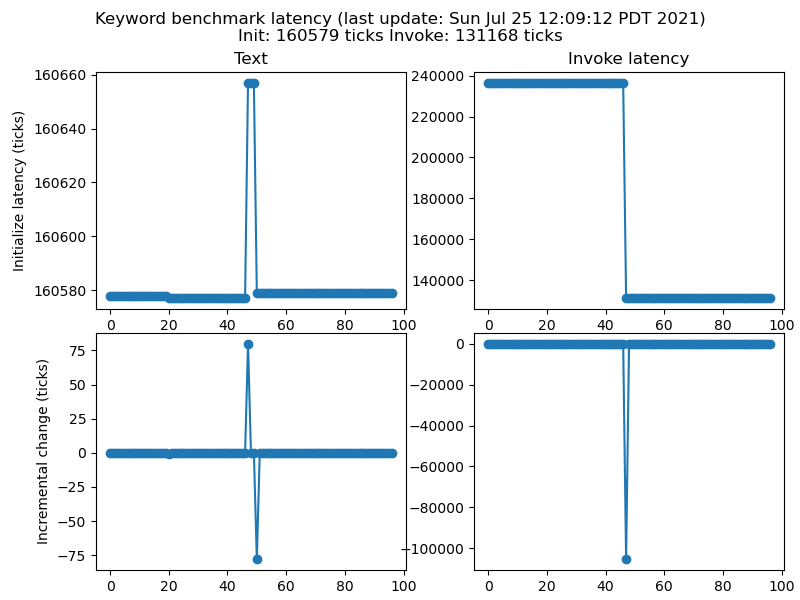 Keyword benchmark latency (last update: Sun Jul 25 12:09:12 PDT 2021)
Init: 160579 ticks Invoke: 131168 ticks
Text
Invoke latency
Initialize latency (ticks)
160660
160640
160620
160600
160580
0 20 40 60 80 100
240000
220000
200000
180000
160000
140000
0 20 40 60 80 100
Incremental change (ticks)
75
50
25
0
−25
−50
−75
0 20 40 60 80 100
0
−20000
−40000
−60000
−80000
−100000
0 20 40 60 80 100